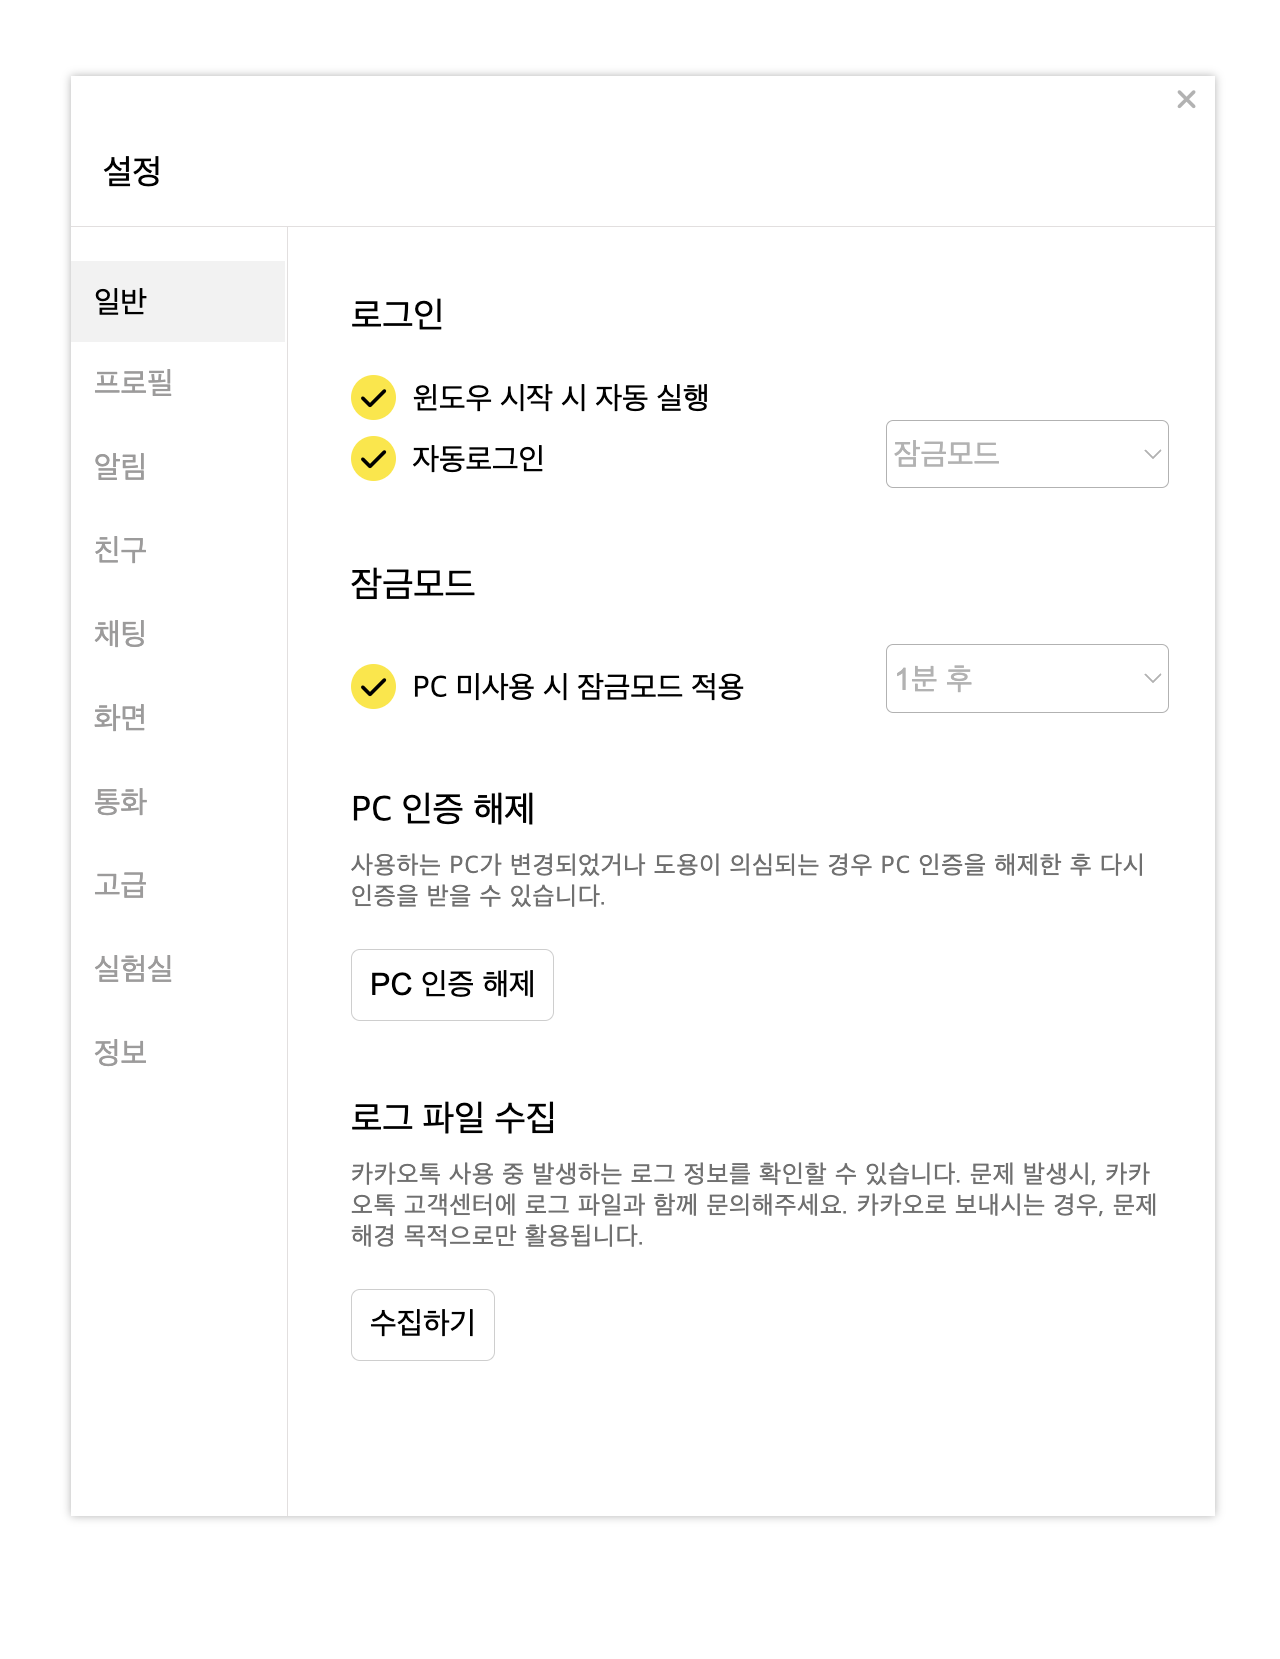 설정
일반
프로필
알림
친구
채팅
화면
통화
고급
실험실
정보
로그인
윈도우 시작 시 자동 실행
자동로그인
잠금모드
잠금모드
PC 미사용 시 잠금모드 적용
1분 후
PC 인증 해제
사용하는 PC가 변경되었거나 도용이 의심되는 경우 PC 인증을 해제한 후 다시
인증을 받을 수 있습니다.
PC 인증 해제
로그 파일 수집
카카오톡 사용 중 발생하는 로그 정보를 확인할 수 있습니다. 문제 발생시, 카카
오톡 고객센터에 로그 파일과 함께 문의해주세요. 카카오로 보내시는 경우, 문제
해경 목적으로만 활용됩니다.
수집하기